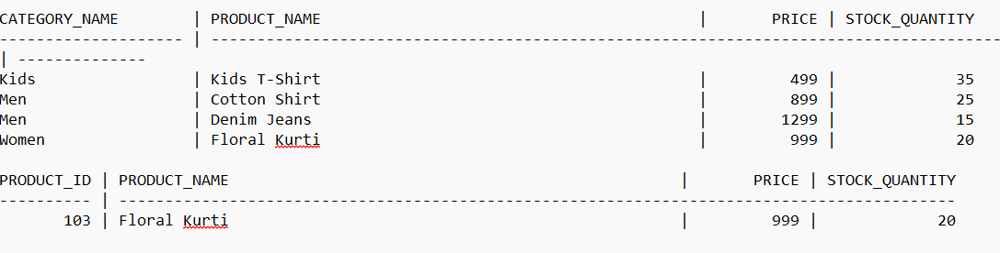 CATEGORY_NAME | PRODUCT_NAME | PRICE | STOCK_QUANTITY
-------------------- | --------------------------------------------------------------------------------------
| --------------
Kids | Kids T-Shirt | 499 | 35
Men | Cotton Shirt | 899 | 25
Men | Denim Jeans | 1299 | 15
Women | Floral Kurti | 999 | 20
PRODUCT_ID | PRODUCT_NAME | PRICE | STOCK_QUANTITY
---------- | -------------------------------------------------------------------------------------------
103 | Floral Kurti | 999 | 20